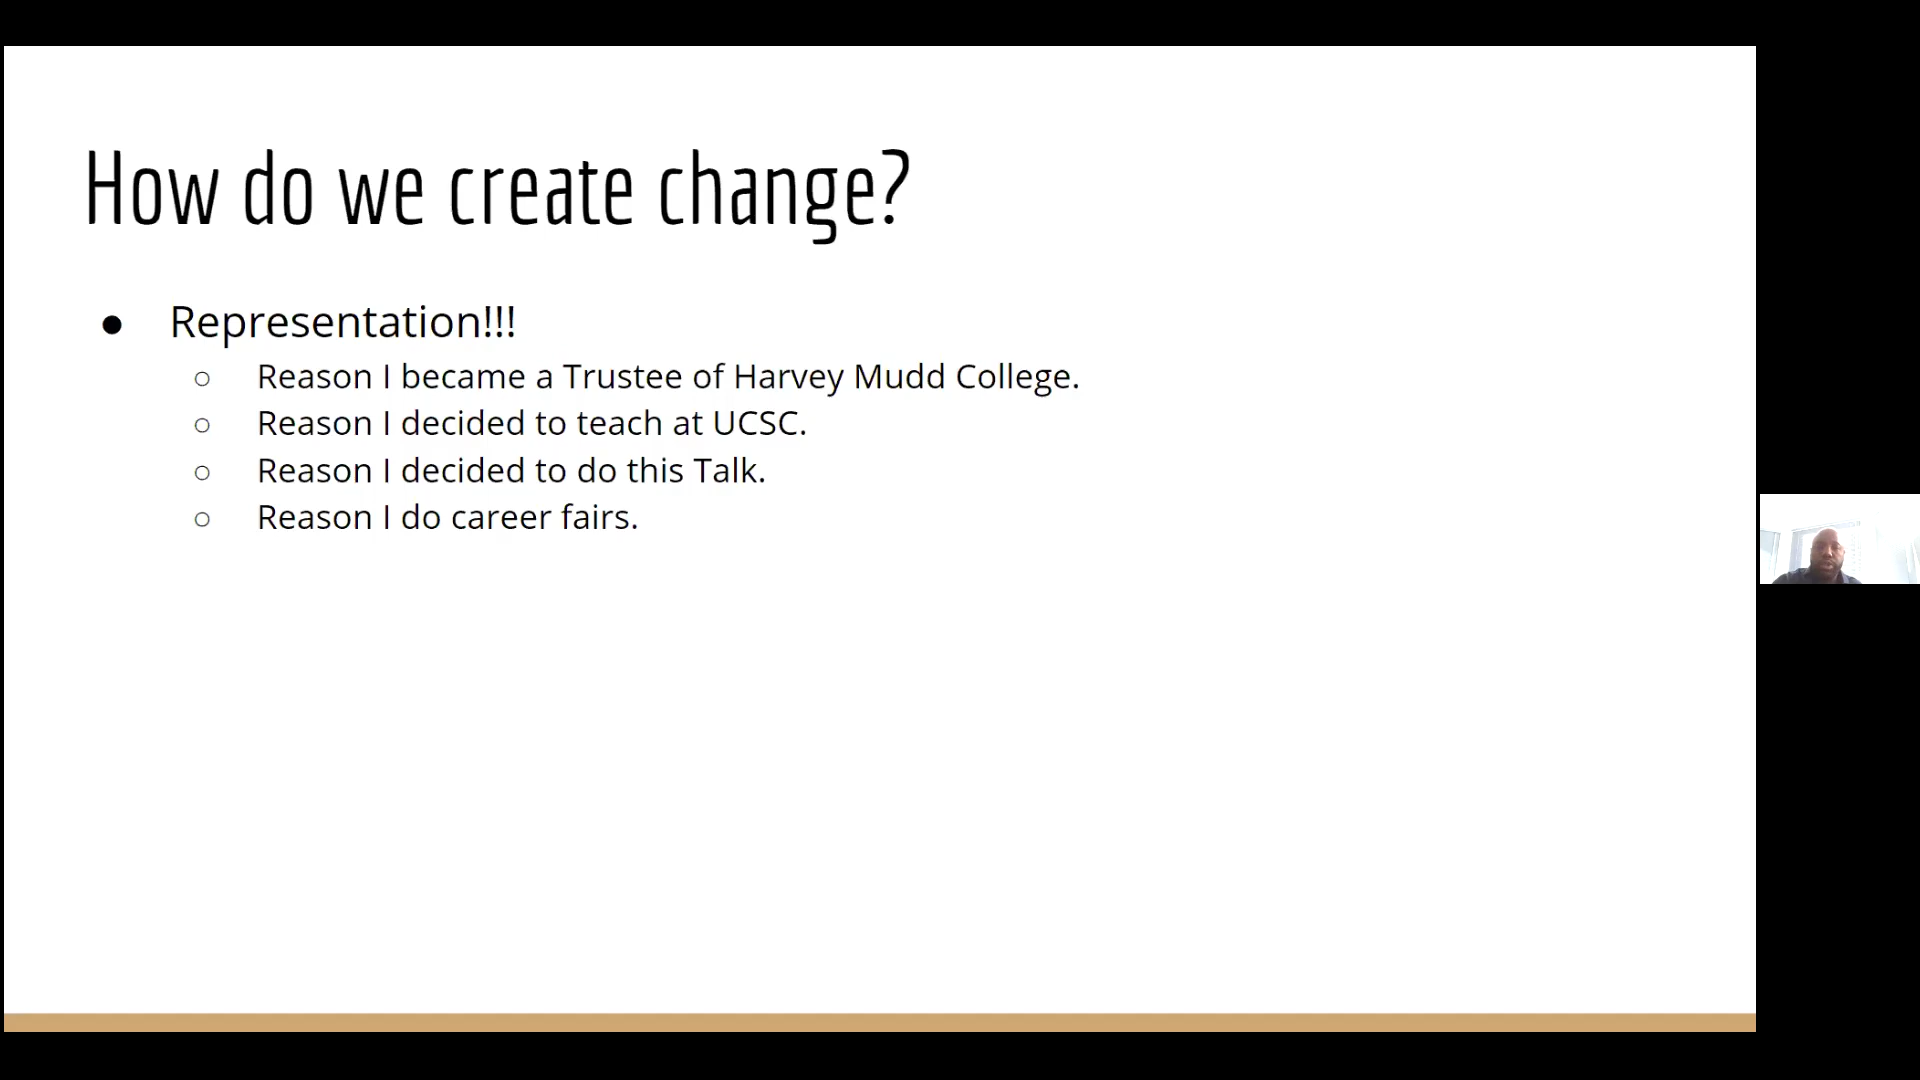 How do we create change?
● Representation!!!
○ Reason I became a Trustee of Harvey Mudd College.
○ Reason I decided to teach at UCSC.
○ Reason I decided to do this Talk.
○ Reason I do career fairs.